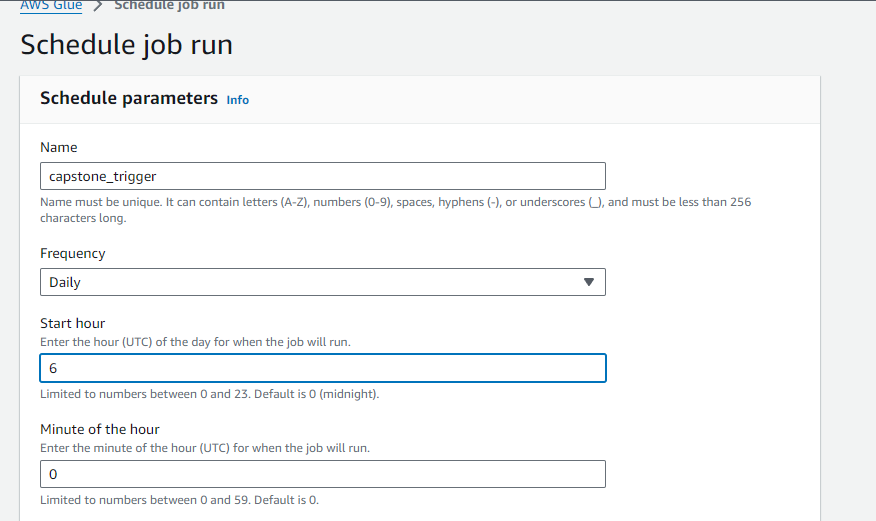 AWS Glue > Schedule job run
Schedule job run
Schedule parameters Info
Name
capstone_trigger
Name must be unique. It can contain letters (A-Z), numbers (0-9), spaces, hyphens (-), or underscores (_), and must be less than 256
characters long.
Frequency
Daily
Start hour
Enter the hour (UTC) of the day for when the job will run.
6
Limited to numbers between 0 and 23. Default is 0 (midnight).
Minute of the hour
Enter the minute of the hour (UTC) for when the job will run.
0
Limited to numbers between 0 and 59. Default is 0.